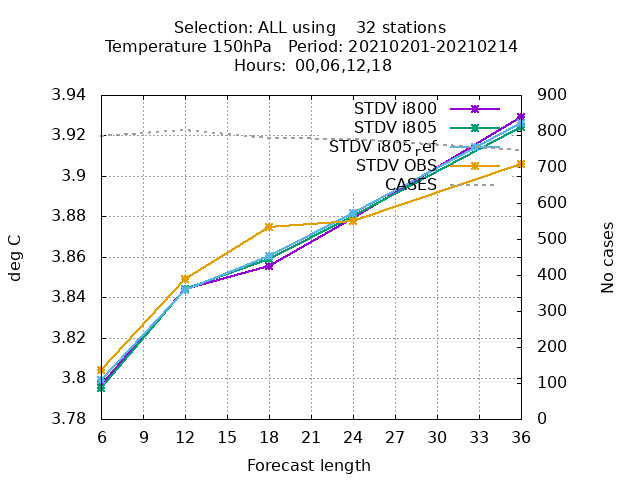 Selection: ALL using    32 stations
Temperature 150hPa   Period: 20210201-20210214
Hours:  00,06,12,18
3.94
3.92
3.9
3.88
3.86
3.84
3.82
3.8
3.78
deg C
STDV i800
STDV i805
STDV i805_ref
STDV OBS
CASES
900
800
700
600
500
400
300
200
100
0
No cases
6 9 12 15 18 21 24 27 30 33 36
Forecast length